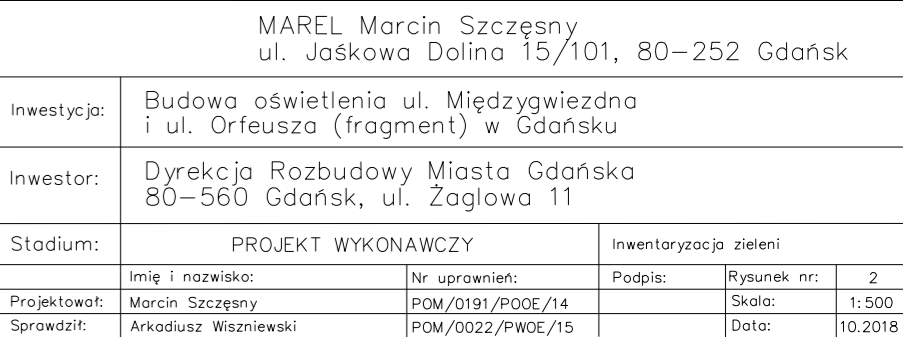 MAREL Marcin Szczęsny
ul. Jaśkowa Dolina 15/101, 80-252 Gdańsk
Inwestycja: Budowa oświetlenia ul. Międzygwiezdna
i ul. Orfeusza (fragment) w Gdańsku
Inwestor: Dyrekcja Rozbudowy Miasta Gdańska
80-560 Gdańsk, ul. Żaglowa 11
Stadium: PROJEKT WYKONAWCZY Inwentaryzacja zieleni
Imię i nazwisko: Nr uprawnień: Podpis: Rysunek nr: 2
Projektował: Marcin Szczęsny POM/0191/POOE/14 Skala: 1:500
Sprawdził: Arkadiusz Wiszniewski POM/0022/PWOE/15 Data: 10.2018